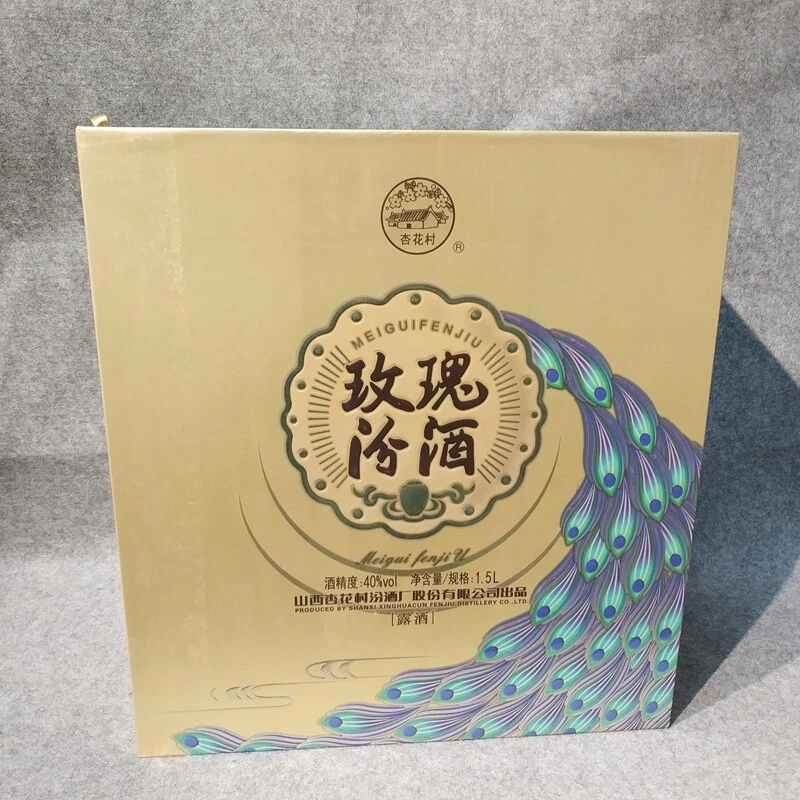 杏花村
®
MEIGUIFENJIU
玫瑰
汾酒
Meigui fenji U
酒精度:40%vol 净含量/规格:1.5L
山西杏花村汾酒厂股份有限公司出品
PRODUCED BY SHANXI XINGHUACUN FENJIU DISTILLERY CO.,LTD.
[露酒]